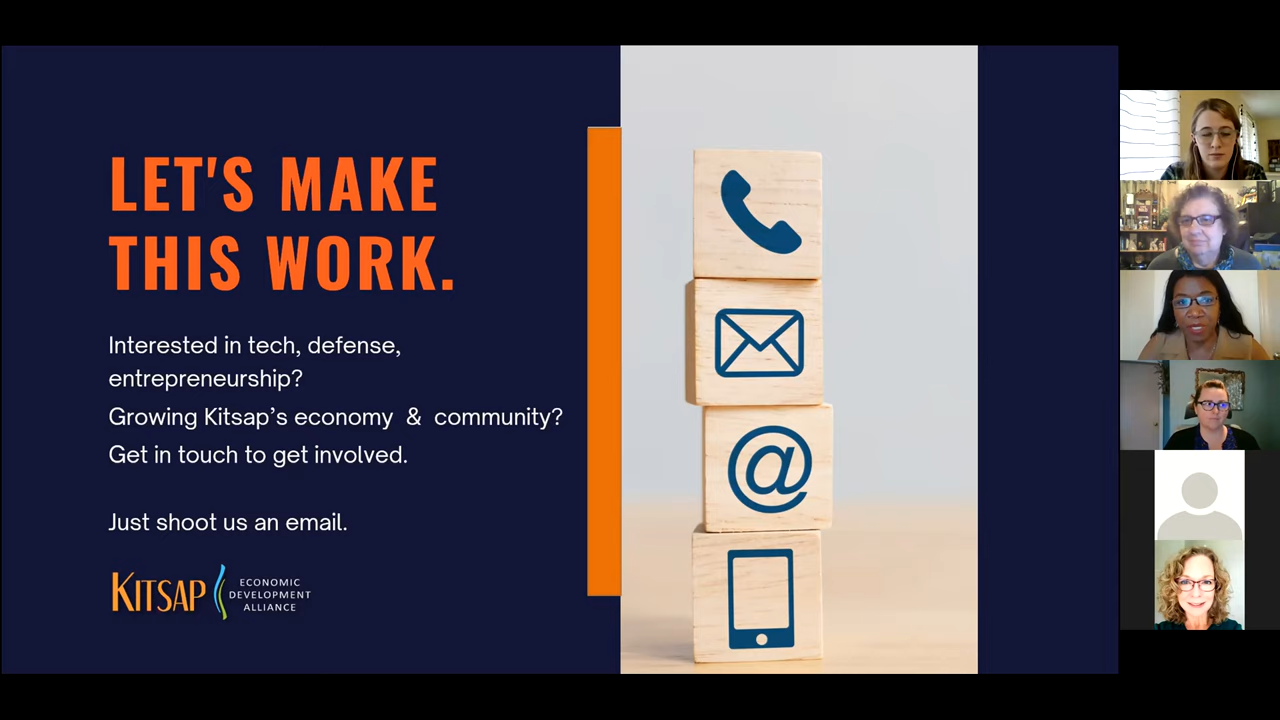 LET'S MAKE
THIS WORK.
Interested in tech, defense,
entrepreneurship?
Growing Kitsap’s economy & community?
Get in touch to get involved.
Just shoot us an email.
KITSAP
ECONOMIC
DEVELOPMENT
ALLIANCE
@